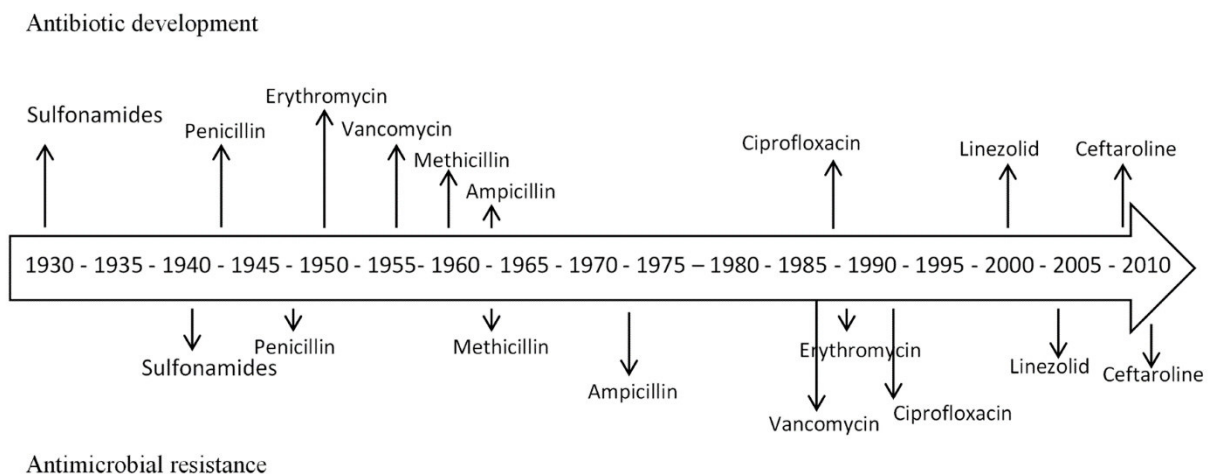 Antibiotic development
Erythromycin
Sulfonamides
Penicillin
Vancomycin
Methicillin
Ampicillin
Ciprofloxacin
Linezolid
Ceftaroline
1930 - 1935 - 1940 - 1945 - 1950 - 1955- 1960 - 1965 - 1970 - 1975 – 1980 - 1985 - 1990 - 1995 - 2000 - 2005 - 2010
Sulfonamides
Penicillin
Methicillin
Ampicillin
Erythromycin
Vancomycin
Ciprofloxacin
Linezolid
Ceftaroline
Antimicrobial resistance